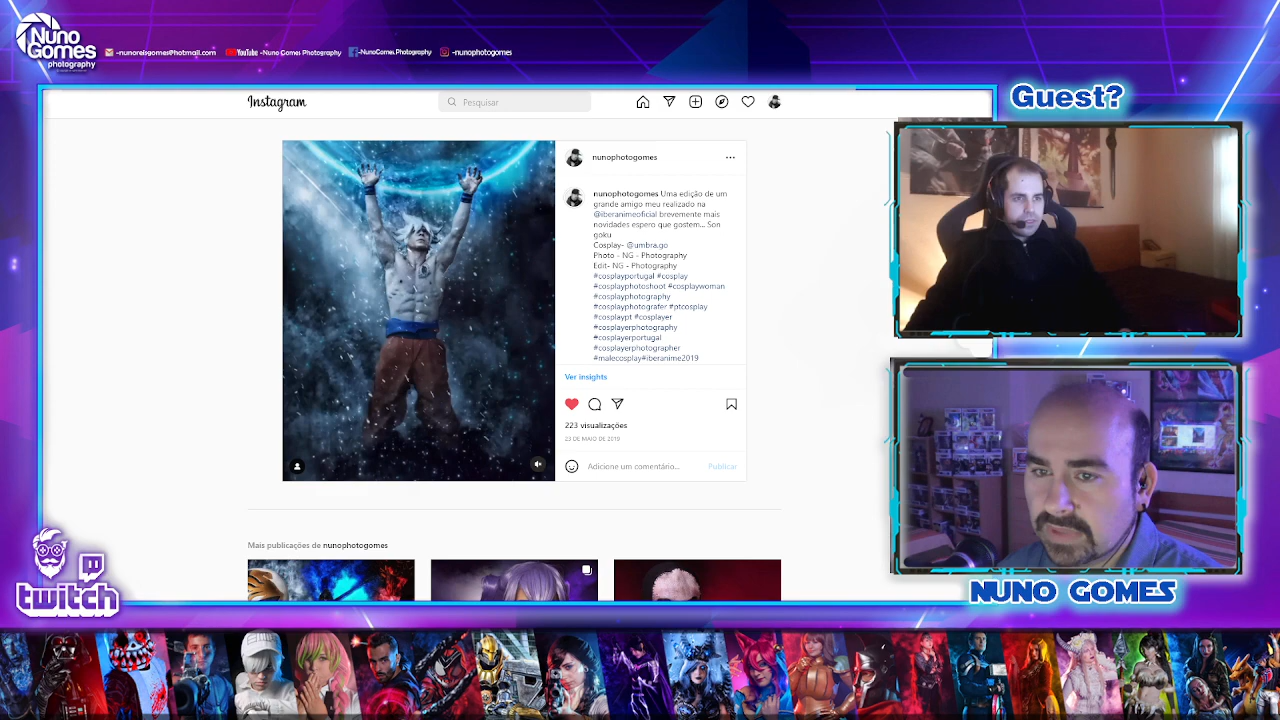 Nuno
Gomes
photography
-nunoreisgomes@hotmail.com
YouTube -Nuno Gomes Photography
-NunoGomes Photography
-nunophotogomes
Guest?
Instagram
Pesquisar
nunophotogomes
nunophotogomes Uma edição de um
grande amigo meu realizado na
@iberanimeoficial brevemente mais
novidades espero que gostem... Son
goku
Cosplay- @umbra.go
Photo - NG - Photography
Edit- NG - Photography
#cosplayportugal #cosplay
#cosplayphotoshoot #cosplaywoman
#cosplayphotography
#cosplayphotografer #ptcosplay
#cosplaypt #cosplayer
#cosplayerphotography
#cosplayerportugal
#cosplayerphotographer
#malecosplay#iberanime2019
Ver insights
223 visualizações
23 DE MAIO DE 2019
Adicione um comentário...
Publicar
Mais publicações de nunophotogomes
twitch
NUNO GOMES